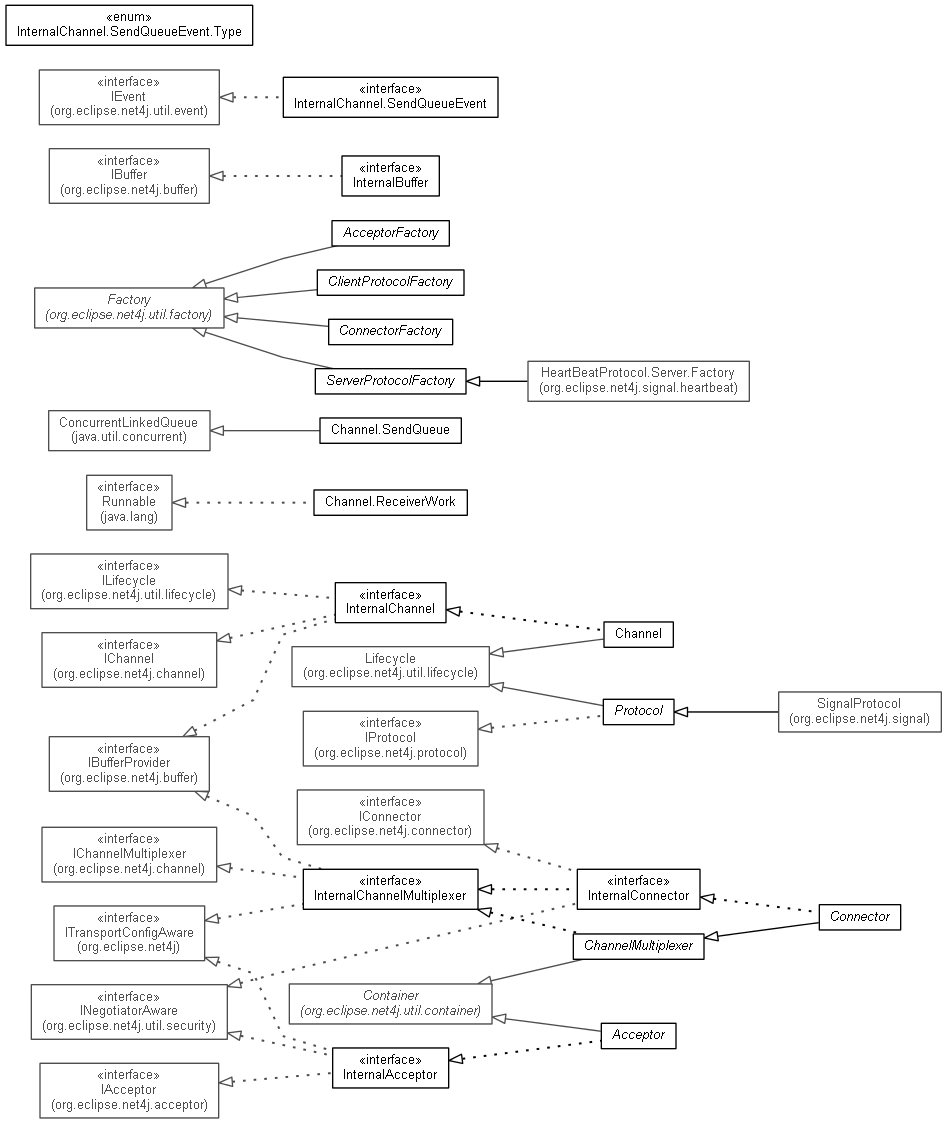 «enum»
InternalChannel.SendQueueEvent.Type
«interface»
IEvent
(org.eclipse.net4j.util.event)
«interface»
InternalChannel.SendQueueEvent
«interface»
IBuffer
(org.eclipse.net4j.buffer)
«interface»
InternalBuffer
AcceptorFactory
ClientProtocolFactory
Factory
(org.eclipse.net4j.util.factory)
ConnectorFactory
ServerProtocolFactory
HeartBeatProtocol.Server.Factory
(org.eclipse.net4j.signal.heartbeat)
ConcurrentLinkedQueue
(java.util.concurrent)
Channel.SendQueue
«interface»
Runnable
(java.lang)
Channel.ReceiverWork
«interface»
ILifecycle
(org.eclipse.net4j.util.lifecycle)
«interface»
InternalChannel
Channel
«interface»
IChannel
(org.eclipse.net4j.channel)
Lifecycle
(org.eclipse.net4j.util.lifecycle)
Protocol
SignalProtocol
(org.eclipse.net4j.signal)
«interface»
IProtocol
(org.eclipse.net4j.protocol)
«interface»
IBufferProvider
(org.eclipse.net4j.buffer)
«interface»
IConnector
(org.eclipse.net4j.connector)
«interface»
IChannelMultiplexer
(org.eclipse.net4j.channel)
«interface»
InternalChannelMultiplexer
«interface»
InternalConnector
Connector
«interface»
ITransportConfigAware
(org.eclipse.net4j)
ChannelMultiplexer
«interface»
INegotiatorAware
(org.eclipse.net4j.util.security)
Container
(org.eclipse.net4j.util.container)
Acceptor
«interface»
InternalAcceptor
«interface»
IAcceptor
(org.eclipse.net4j.acceptor)